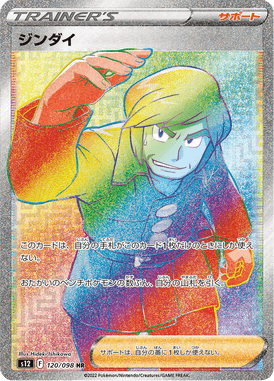 TRAINER'S サポート
ジンダイ
このカードは、自分の手札がこのカード1枚だけのときにしか使え
ない。
おたがいのベンチポケモンの数ぶん、自分の山札を引く。
Illus. Hideki Ishikawa
s12 F 120/098 HR
サポートは、自分の番に1枚しか使えない。
©2022 Pokémon/Nintendo/Creatures/GAME FREAK.